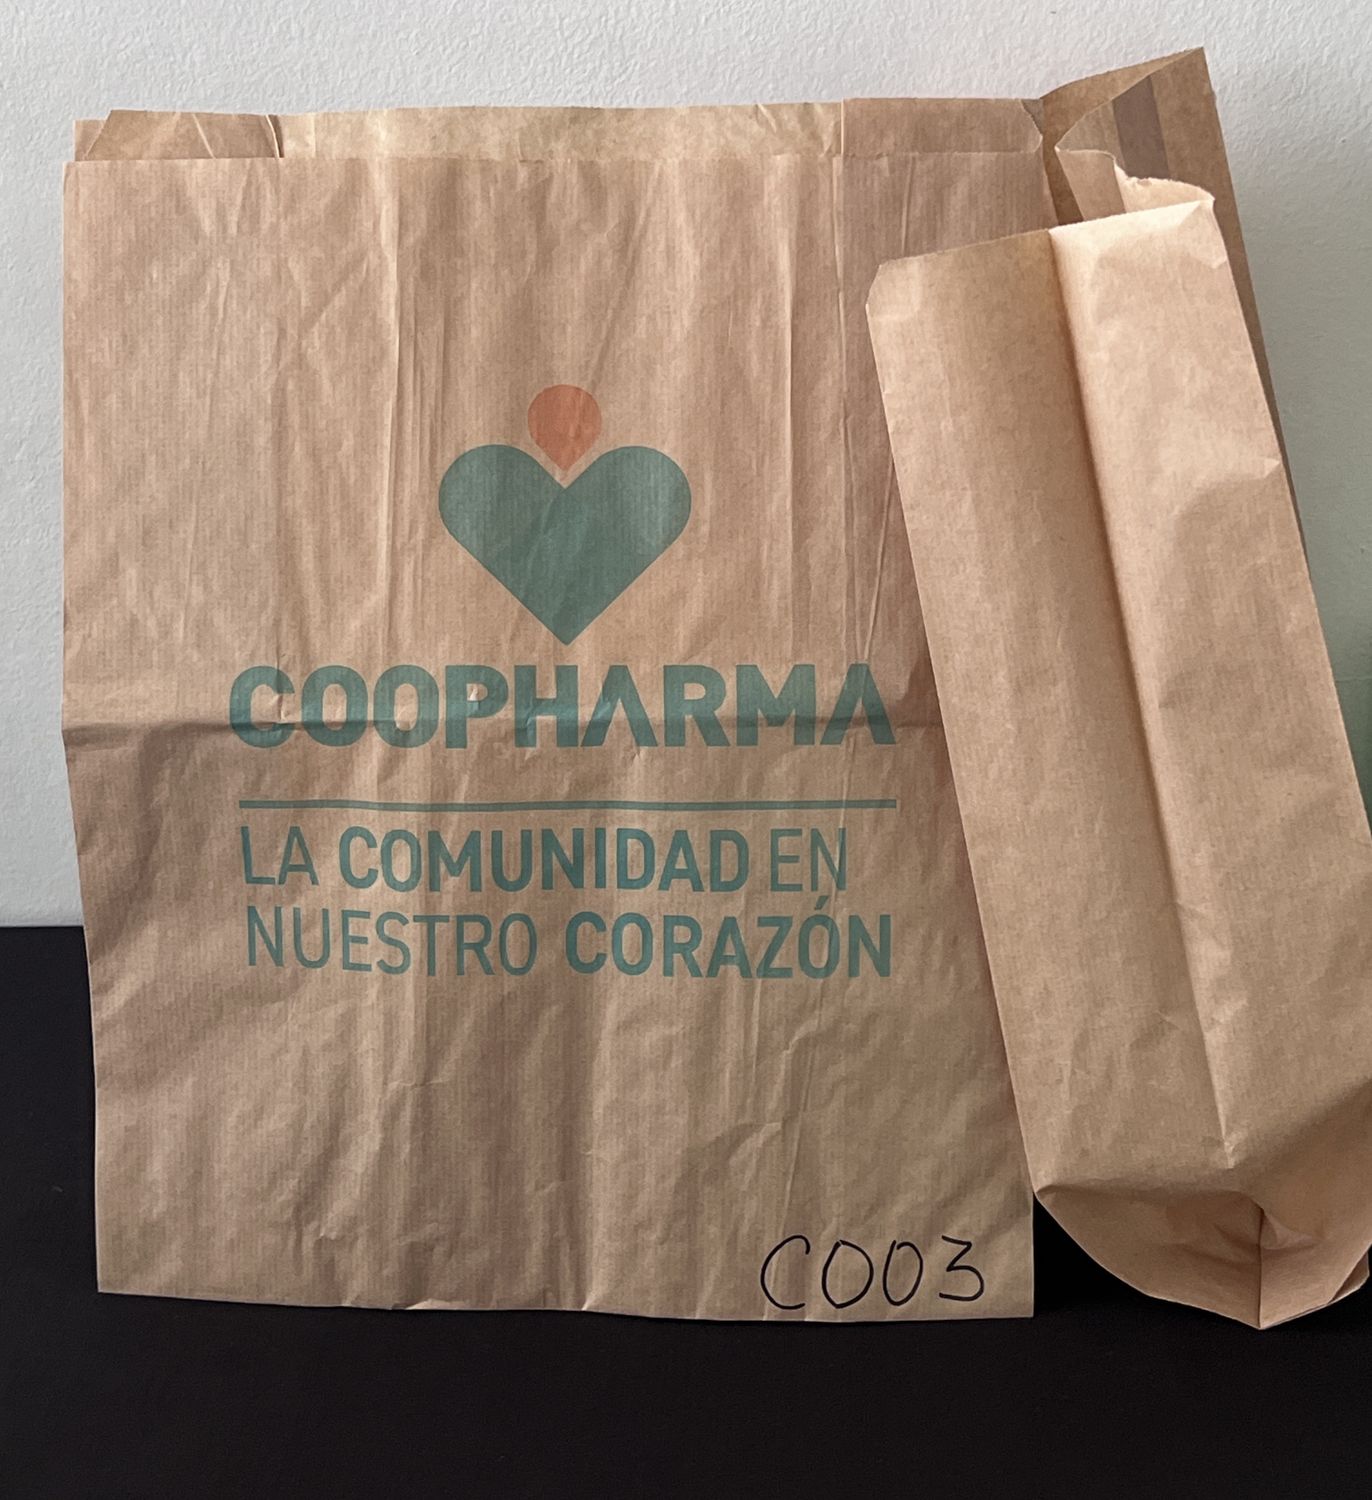 COOPHARMA
LA COMUNIDAD EN
NUESTRO CORAZÓN
C003